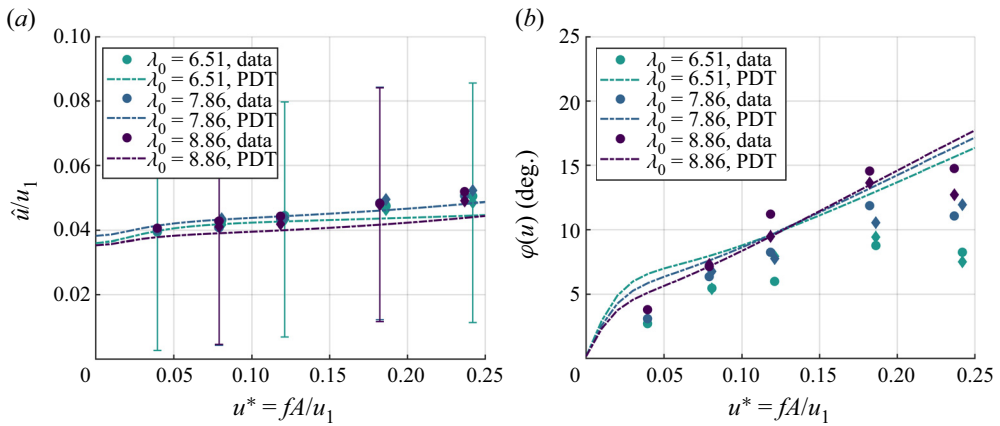 (a)
0.10
0.08
0.06
0.04
0.02
0
0.05
0.10
0.15
0.20
0.25
û/u₁
u* = fA/u₁
λ₀ = 6.51, data
λ₀ = 6.51, PDT
λ₀ = 7.86, data
λ₀ = 7.86, PDT
λ₀ = 8.86, data
λ₀ = 8.86, PDT
(b)
25
20
15
10
5
0
0.05
0.10
0.15
0.20
0.25
φ(u) (deg.)
u* = fA/u₁
λ₀ = 6.51, data
λ₀ = 6.51, PDT
λ₀ = 7.86, data
λ₀ = 7.86, PDT
λ₀ = 8.86, data
λ₀ = 8.86, PDT